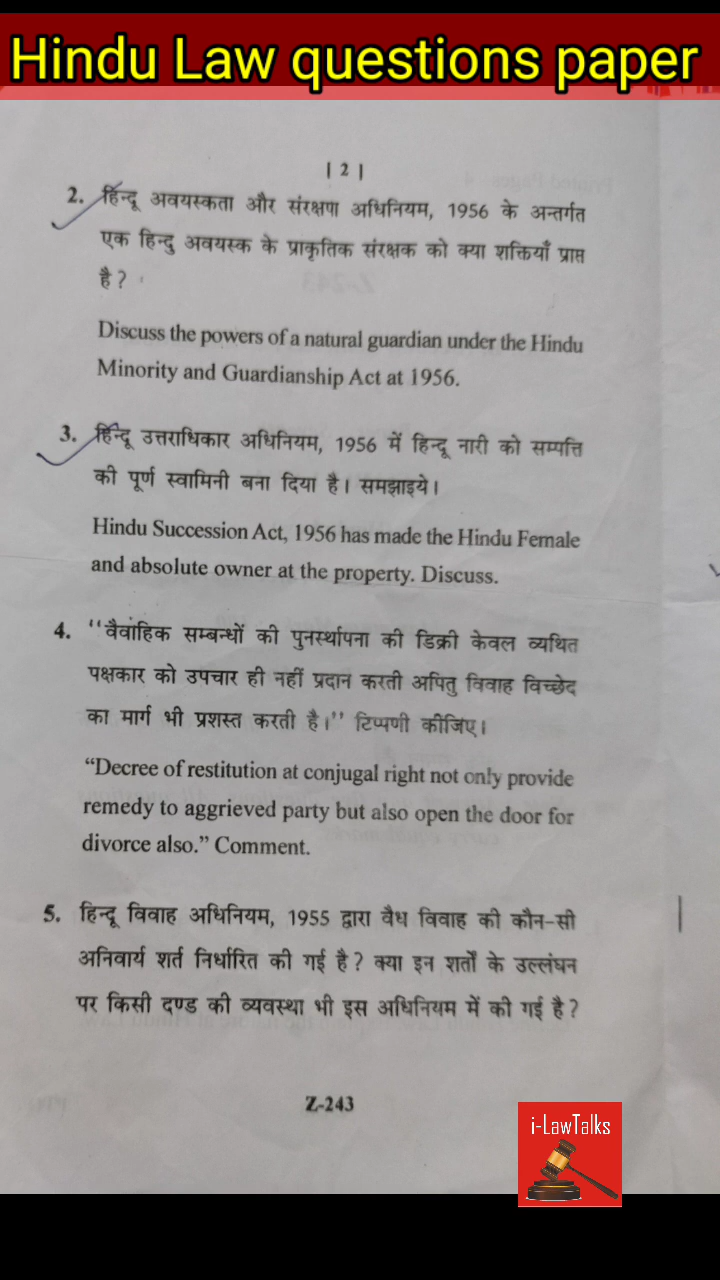 Hindu Law questions paper
| 2 |
2. हिन्दू अवयस्कता और संरक्षण अधिनियम, 1956 के अन्तर्गत
एक हिन्दु अवयस्क के प्राकृतिक संरक्षक को क्या शक्तियाँ प्राप्त
है?
Discuss the powers of a natural guardian under the Hindu
Minority and Guardianship Act at 1956.
3. हिन्दू उत्तराधिकार अधिनियम, 1956 में हिन्दू नारी को सम्पत्ति
की पूर्ण स्वामिनी बना दिया है। समझाइये।
Hindu Succession Act, 1956 has made the Hindu Female
and absolute owner at the property. Discuss.
4. ‘‘वैवाहिक सम्बन्धों की पुनर्स्थापना की डिक्री केवल व्यथित
पक्षकार को उपचार ही नहीं प्रदान करती अपितु विवाह विच्छेद
का मार्ग भी प्रशस्त करती है।’’ टिप्पणी कीजिए।
“Decree of restitution at conjugal right not only provide
remedy to aggrieved party but also open the door for
divorce also.” Comment.
5. हिन्दू विवाह अधिनियम, 1955 द्वारा वैध विवाह की कौन-सी
अनिवार्य शर्त निर्धारित की गई है? क्या इन शर्तों के उल्लंघन
पर किसी दण्ड की व्यवस्था भी इस अधिनियम में की गई है?
Z-243
i-LawTalks